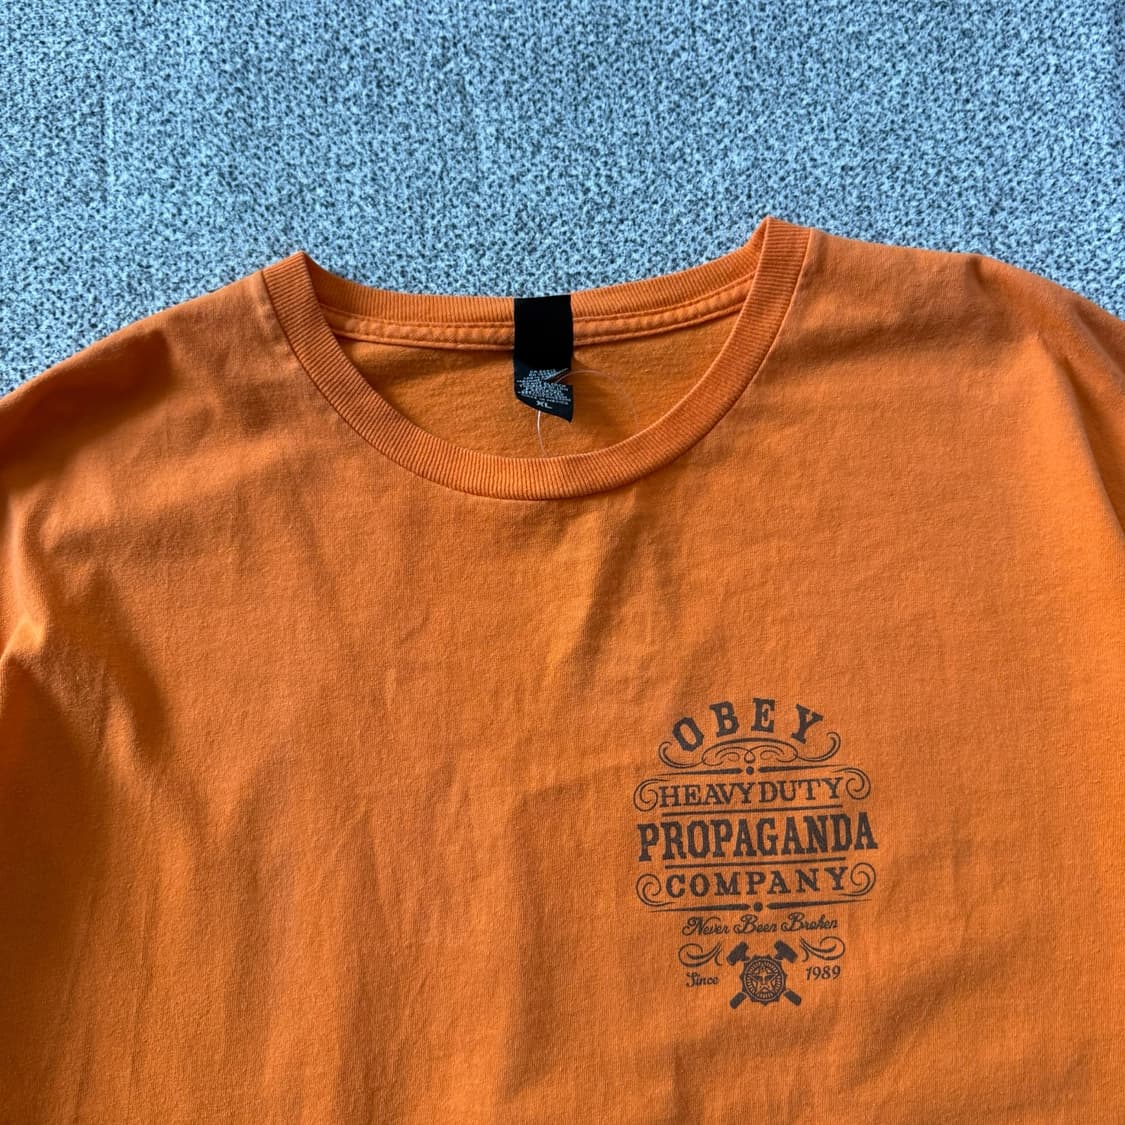 XL
OBEY
HEAVY DUTY
PROPAGANDA
COMPANY
Never Been Broken
Since 1989